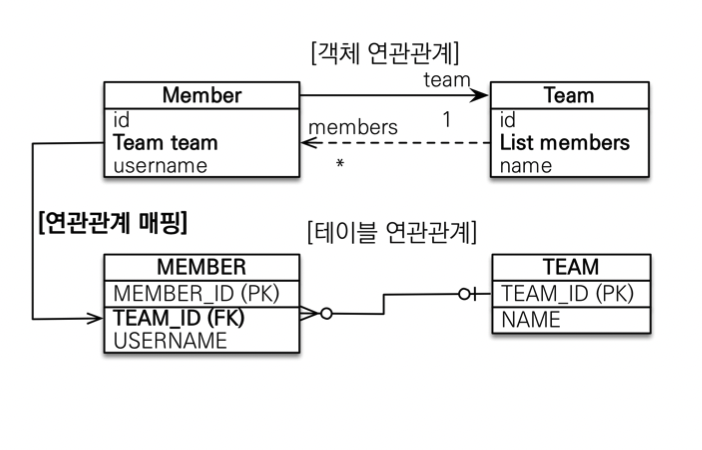 [객체 연관관계]
team
Member
Team
id
Team team
username
members
1
*
id
List members
name
[연관관계 매핑]
[테이블 연관관계]
MEMBER
MEMBER_ID (PK)
TEAM_ID (FK)
USERNAME
TEAM
TEAM_ID (PK)
NAME